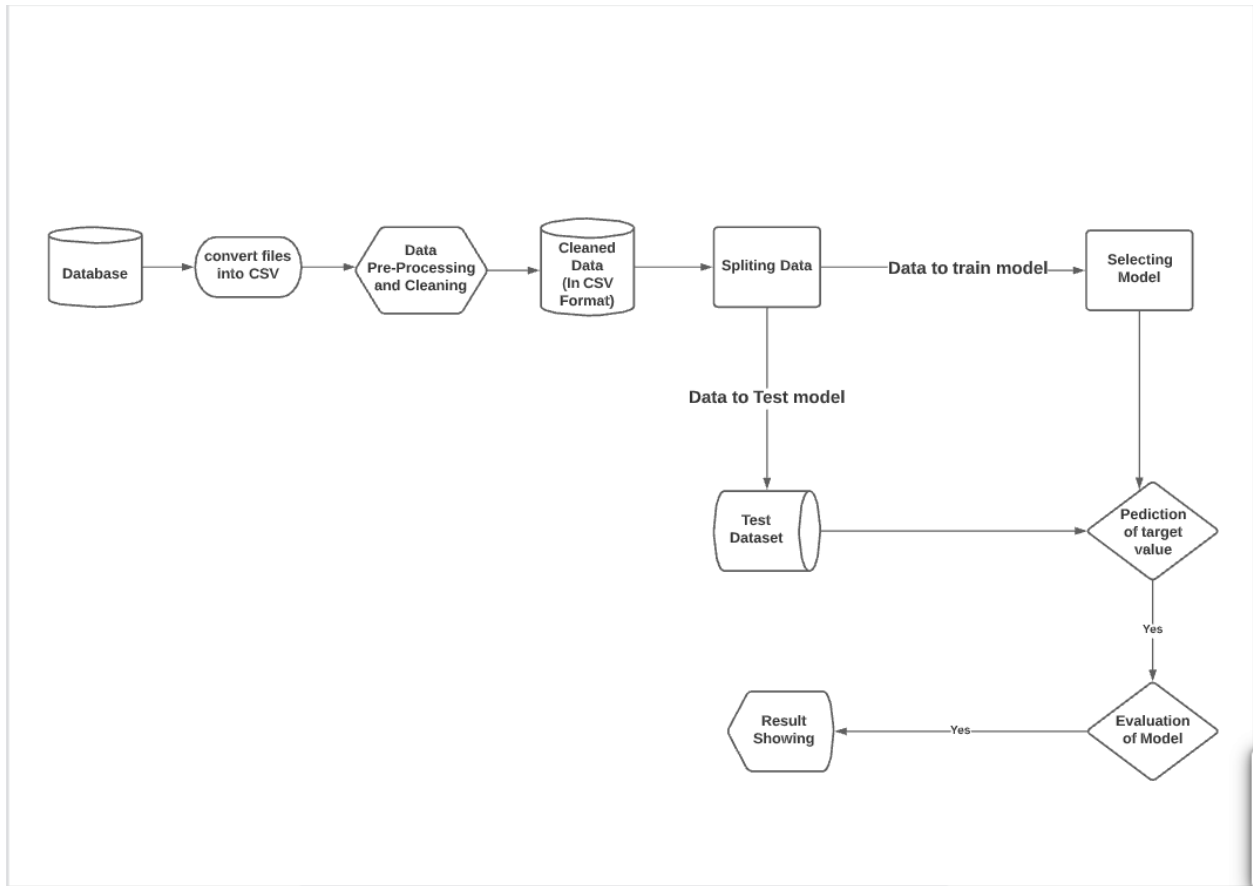 Database
convert files
into CSV
Data
Pre-Processing
and Cleaning
Cleaned
Data
(In CSV
Format)
Spliting Data
Data to train model
Selecting
Model
Data to Test model
Test
Dataset
Pediction
of target
value
Yes
Evaluation
of Model
Yes
Result
Showing